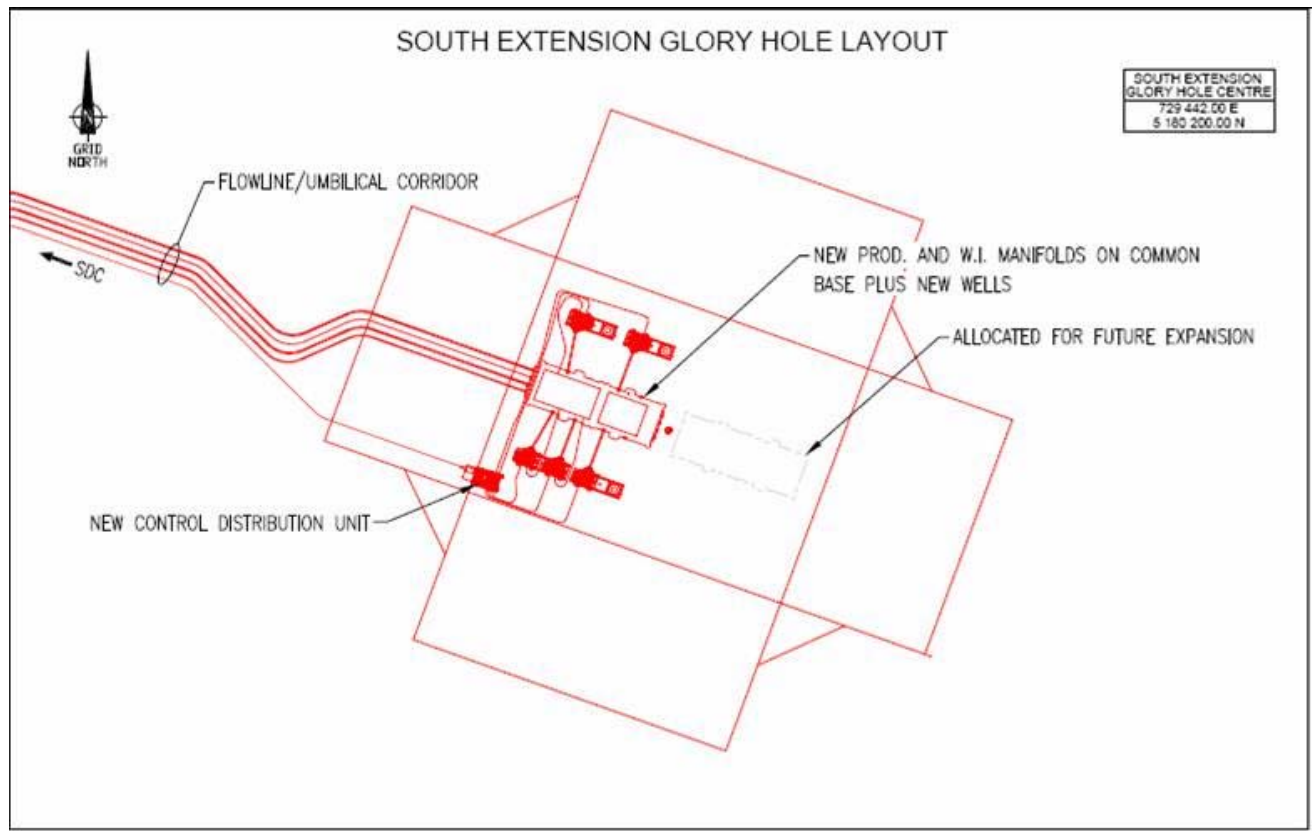 SOUTH EXTENSION GLORY HOLE LAYOUT
SOUTH EXTENSION
GLORY HOLE CENTRE
729 442.00 E
5 180 200.00 N
N
GRID
NORTH
FLOWLINE/UMBILICAL CORRIDOR
SDC
NEW PROD. AND W.I. MANIFOLDS ON COMMON
BASE PLUS NEW WELLS
ALLOCATED FOR FUTURE EXPANSION
NEW CONTROL DISTRIBUTION UNIT